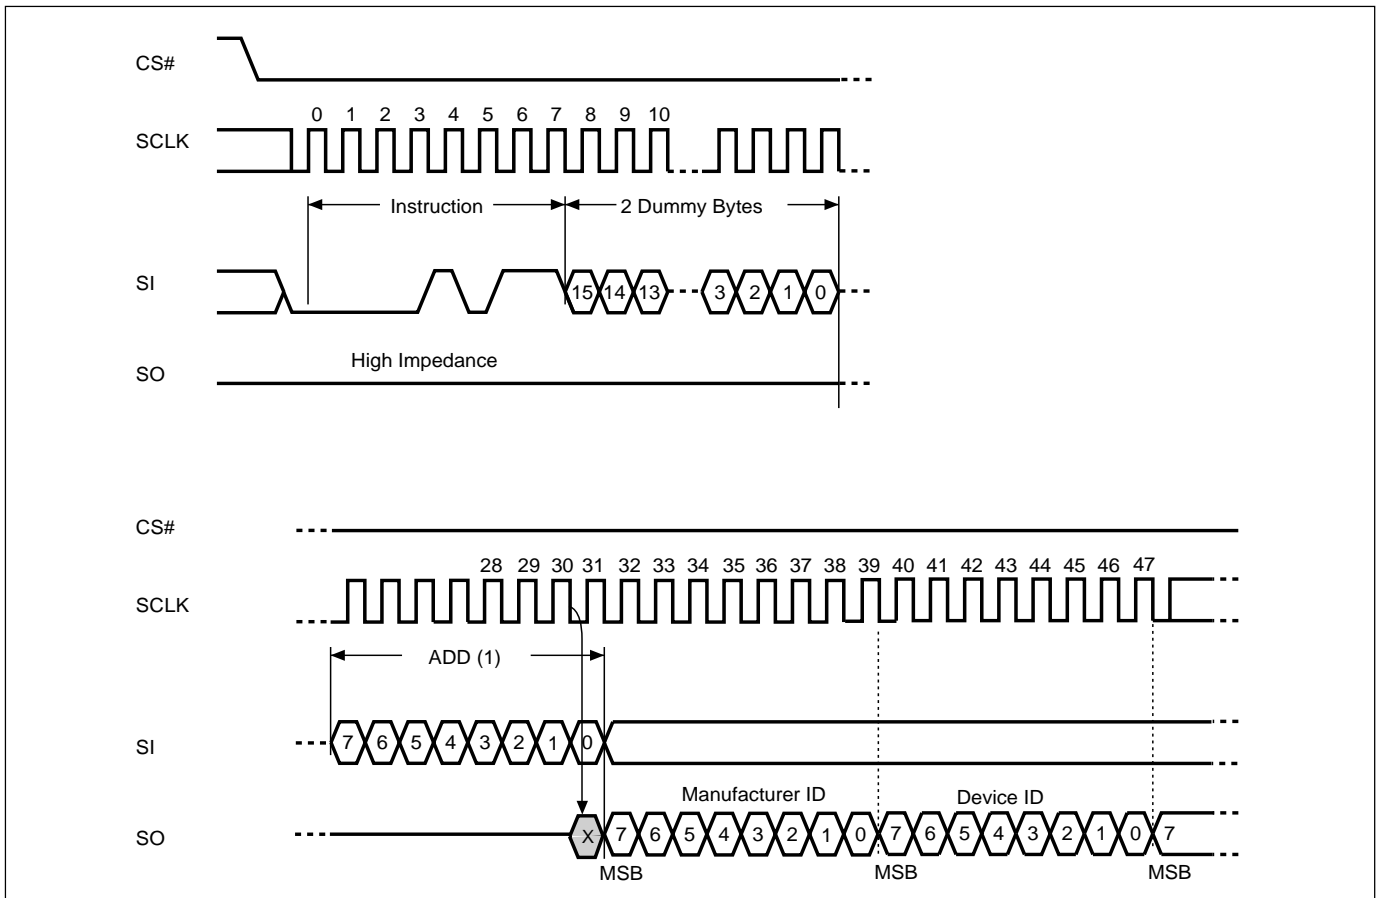 CS#
0 1 2 3 4 5 6 7 8 9 10
SCLK
Instruction 2 Dummy Bytes
SI
15 14 13 3 2 1 0
High Impedance
SO
CS#
28 29 30 31 32 33 34 35 36 37 38 39 40 41 42 43 44 45 46 47
SCLK
ADD (1)
SI
7 6 5 4 3 2 1 0
Manufacturer ID Device ID
SO
X 7 6 5 4 3 2 1 0 7 6 5 4 3 2 1 0 7
MSB MSB MSB